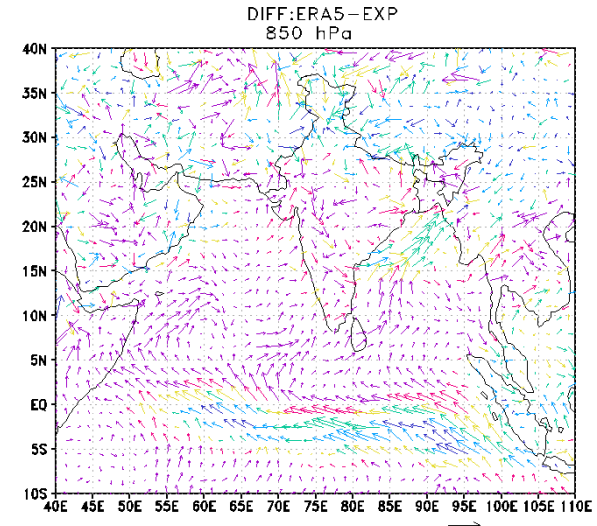 DIFF:ERA5-EXP
850 hPa
40N
35N
30N
25N
20N
15N
10N
5N
EQ
5S
10S
40E 45E 50E 55E 60E 65E 70E 75E 80E 85E 90E 95E 100E 105E 110E